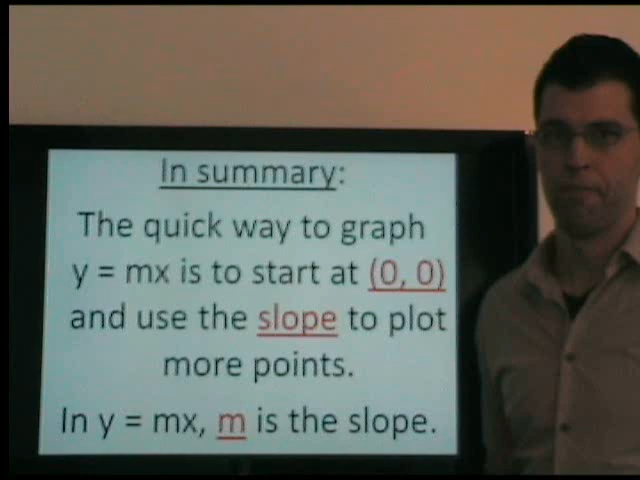 In summary:
The quick way to graph
y = mx is to start at (0, 0)
and use the slope to plot
more points.
In y = mx, m is the slope.